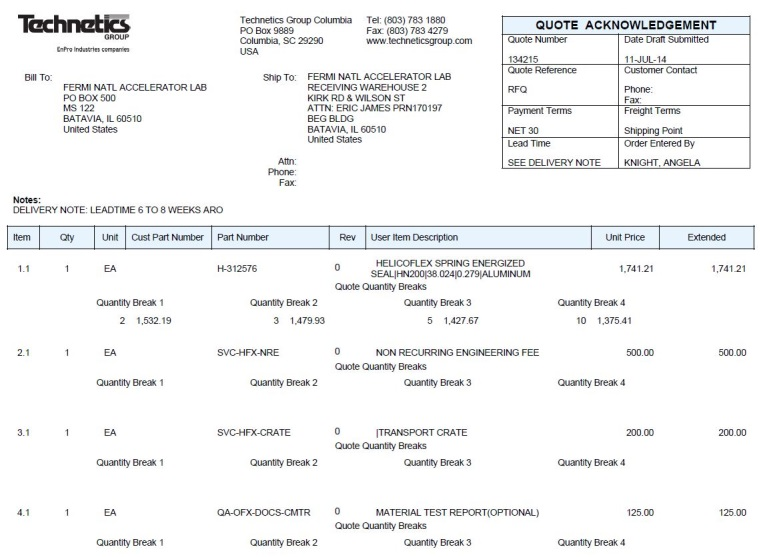 Technetics
GROUP
EnPro Industries companies
Technetics Group Columbia
PO Box 9889
Columbia, SC 29290
USA
Tel: (803) 783 1880
Fax: (803) 783 4279
www.techneticsgroup.com
QUOTE ACKNOWLEDGEMENT
Quote Number Date Draft Submitted
134215 11-JUL-14
Quote Reference Customer Contact
RFQ Phone:
Fax:
Payment Terms Freight Terms
NET 30 Shipping Point
Lead Time Order Entered By
SEE DELIVERY NOTE KNIGHT, ANGELA
Bill To:
FERMI NATL ACCELERATOR LAB
PO BOX 500
MS 122
BATAVIA, IL 60510
United States
Ship To:
FERMI NATL ACCELERATOR LAB
RECEIVING WAREHOUSE 2
KIRK RD & WILSON ST
ATTN: ERIC JAMES PRN170197
BEG BLDG
BATAVIA, IL 60510
United States
Attn:
Phone:
Fax:
Notes:
DELIVERY NOTE: LEADTIME 6 TO 8 WEEKS ARO
Item Qty Unit Cust Part Number Part Number Rev User Item Description Unit Price Extended
1.1 1 EA H-312576 0 HELICOFLEX SPRING ENERGIZED 1,741.21 1,741.21
SEAL|HN200|38.024|0.279|ALUMINUM
Quote Quantity Breaks
Quantity Break 1 Quantity Break 2 Quantity Break 3 Quantity Break 4
2 1,532.19 3 1,479.93 5 1,427.67 10 1,375.41
2.1 1 EA SVC-HFX-NRE 0 NON RECURRING ENGINEERING FEE 500.00 500.00
Quote Quantity Breaks
Quantity Break 1 Quantity Break 2 Quantity Break 3 Quantity Break 4
3.1 1 EA SVC-HFX-CRATE 0 |TRANSPORT CRATE 200.00 200.00
Quote Quantity Breaks
Quantity Break 1 Quantity Break 2 Quantity Break 3 Quantity Break 4
4.1 1 EA QA-OFX-DOCS-CMTR 0 MATERIAL TEST REPORT(OPTIONAL) 125.00 125.00
Quote Quantity Breaks
Quantity Break 1 Quantity Break 2 Quantity Break 3 Quantity Break 4